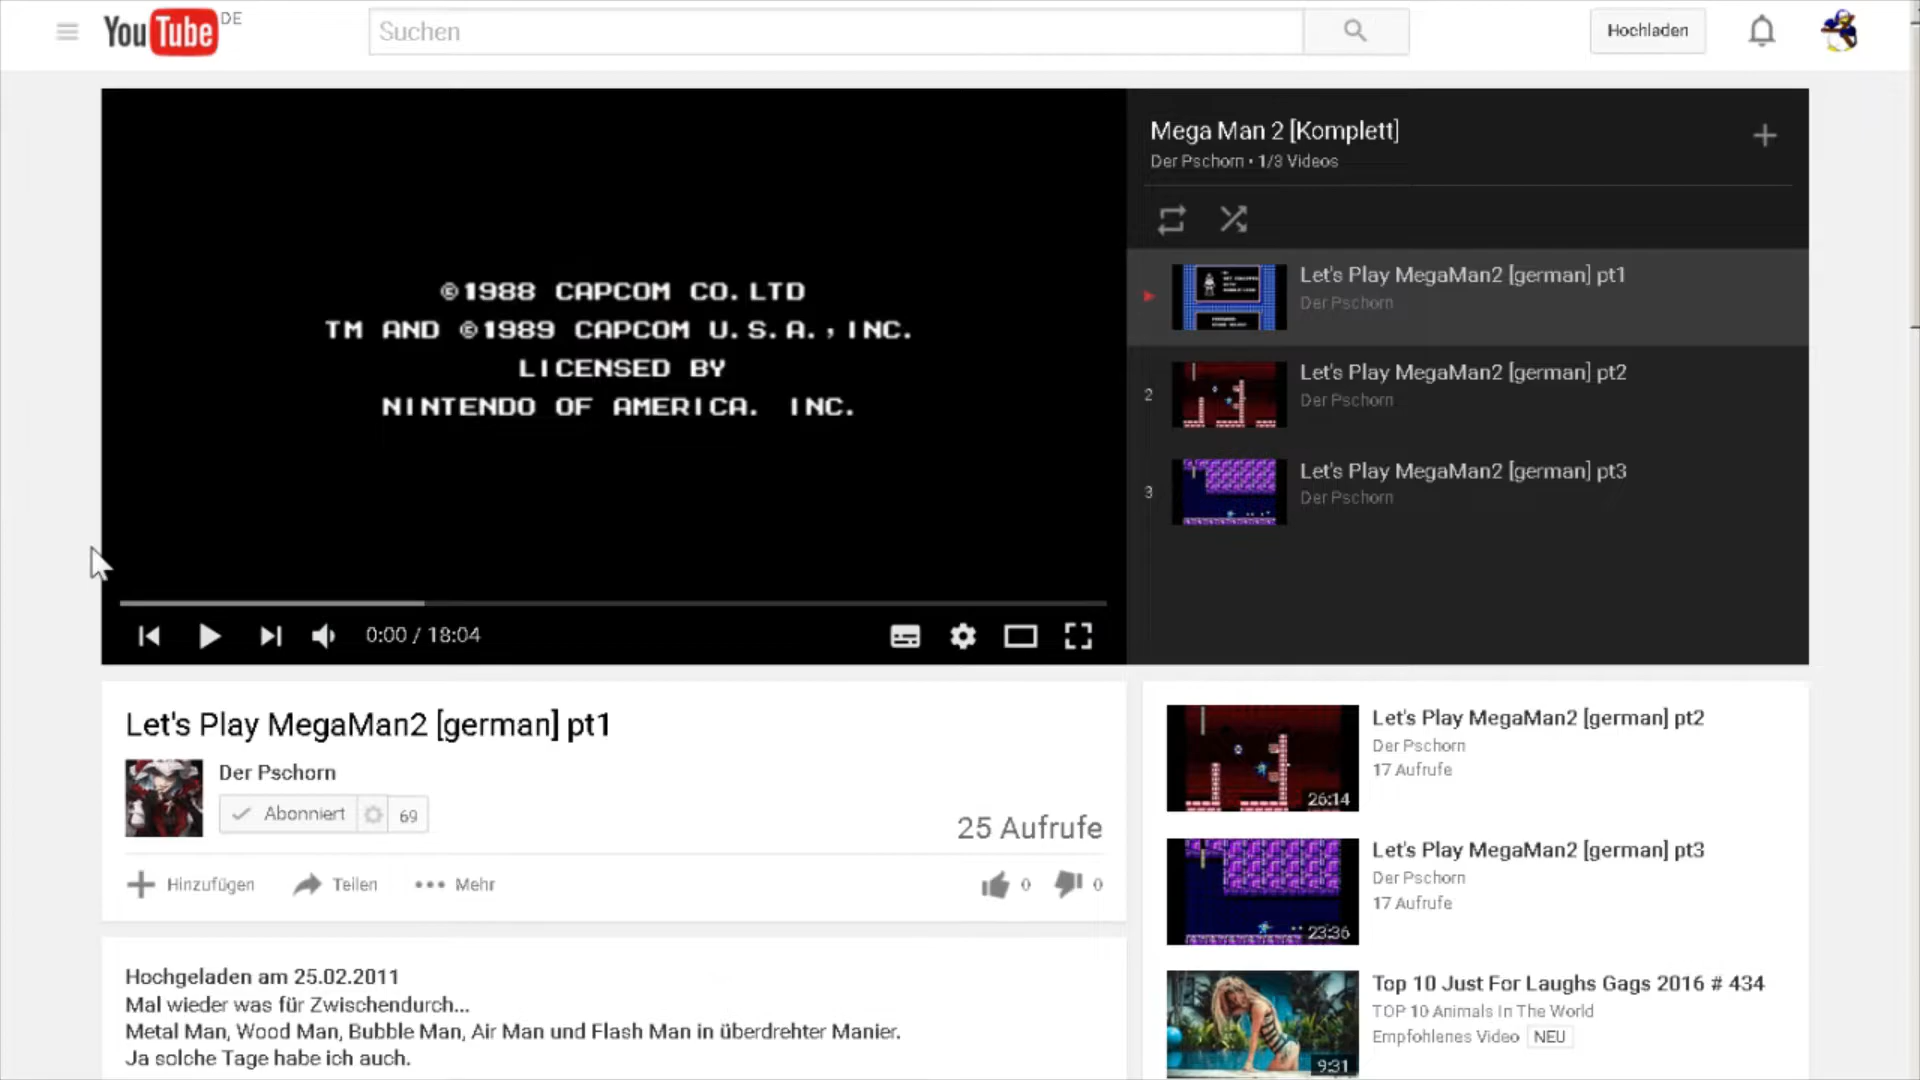 YouTube DE
Suchen
Hochladen
©1988 CAPCOM CO. LTD
TM AND ©1989 CAPCOM U.S.A., INC.
LICENSED BY
NINTENDO OF AMERICA. INC.
0:00 / 18:04
Mega Man 2 [Komplett]
Der Pschorn • 1/3 Videos
Let's Play MegaMan2 [german] pt1
Der Pschorn
2
Let's Play MegaMan2 [german] pt2
Der Pschorn
3
Let's Play MegaMan2 [german] pt3
Der Pschorn
Let's Play MegaMan2 [german] pt1
Der Pschorn
Abonniert 69
25 Aufrufe
Hinzufügen Teilen Mehr 0 0
Hochgeladen am 25.02.2011
Mal wieder was für Zwischendurch...
Metal Man, Wood Man, Bubble Man, Air Man und Flash Man in überdrehter Manier.
Ja solche Tage habe ich auch.
Let's Play MegaMan2 [german] pt2
Der Pschorn
17 Aufrufe
26:14
Let's Play MegaMan2 [german] pt3
Der Pschorn
17 Aufrufe
23:36
Top 10 Just For Laughs Gags 2016 # 434
TOP 10 Animals In The World
Empfohlenes Video NEU
9:31